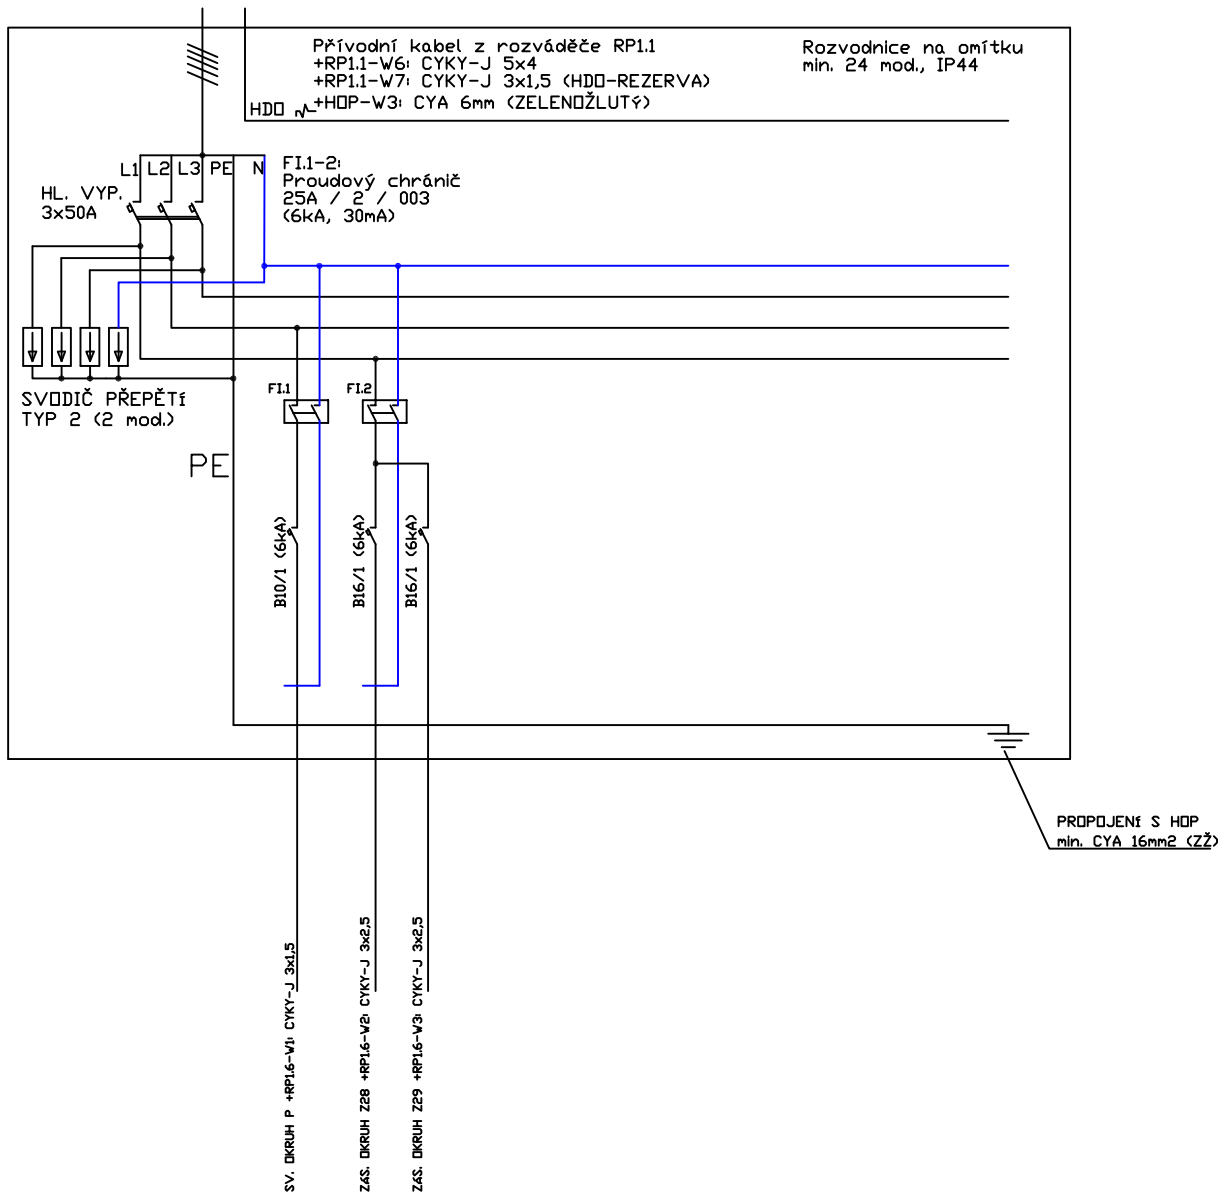 Přívodní kabel z rozváděče RP1.1
+RP1.1-W6: CYKY-J 5x4
+RP1.1-W7: CYKY-J 3x1,5 (HDO-REZERVA)
+HOP-W3: CYA 6mm (ZELENOŽLUTÝ)
Rozvodnice na omítku
min. 24 mod., IP44
HDO
L1 L2 L3 PE N
HL. VYP.
3x50A
FI.1-2:
Proudový chránič
25A / 2 / 003
(6kA, 30mA)
SVODIČ PŘEPĚTÍ
TYP 2 (2 mod.)
FI.1
FI.2
PE
B10/1 (6kA)
B16/1 (6kA)
B16/1 (6kA)
PROPOJENÍ S HOP
min. CYA 16mm2 (ZŽ)
SV. OKRUH P +RP1.6-W1: CYKY-J 3x1,5
ZÁS. OKRUH Z28 +RP1.6-W2: CYKY-J 3x2,5
ZÁS. OKRUH Z29 +RP1.6-W3: CYKY-J 3x2,5